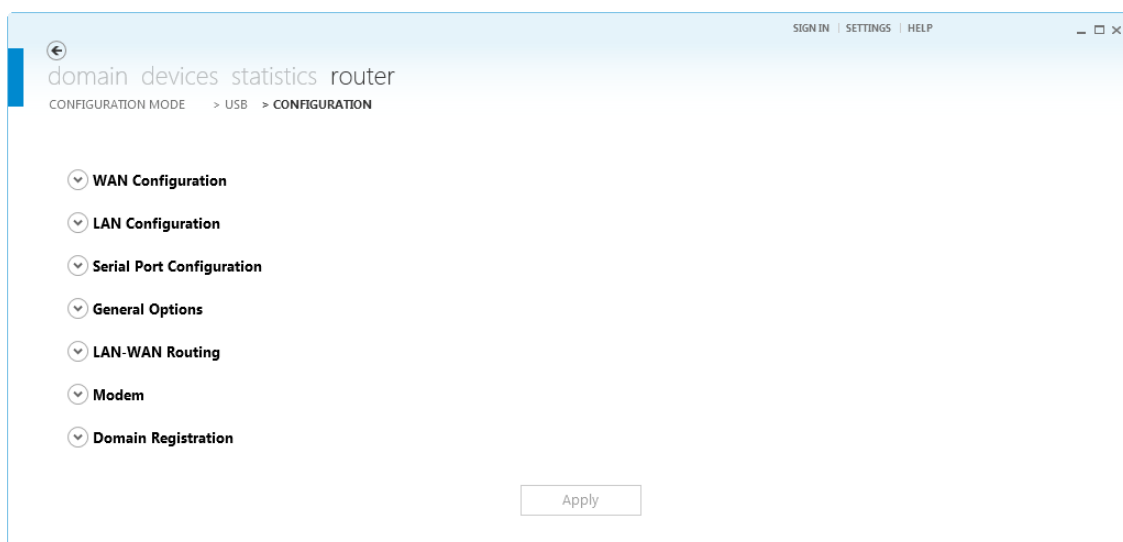 SIGN IN | SETTINGS | HELP
domain devices statistics router
CONFIGURATION MODE > USB > CONFIGURATION
WAN Configuration
LAN Configuration
Serial Port Configuration
General Options
LAN-WAN Routing
Modem
Domain Registration
Apply